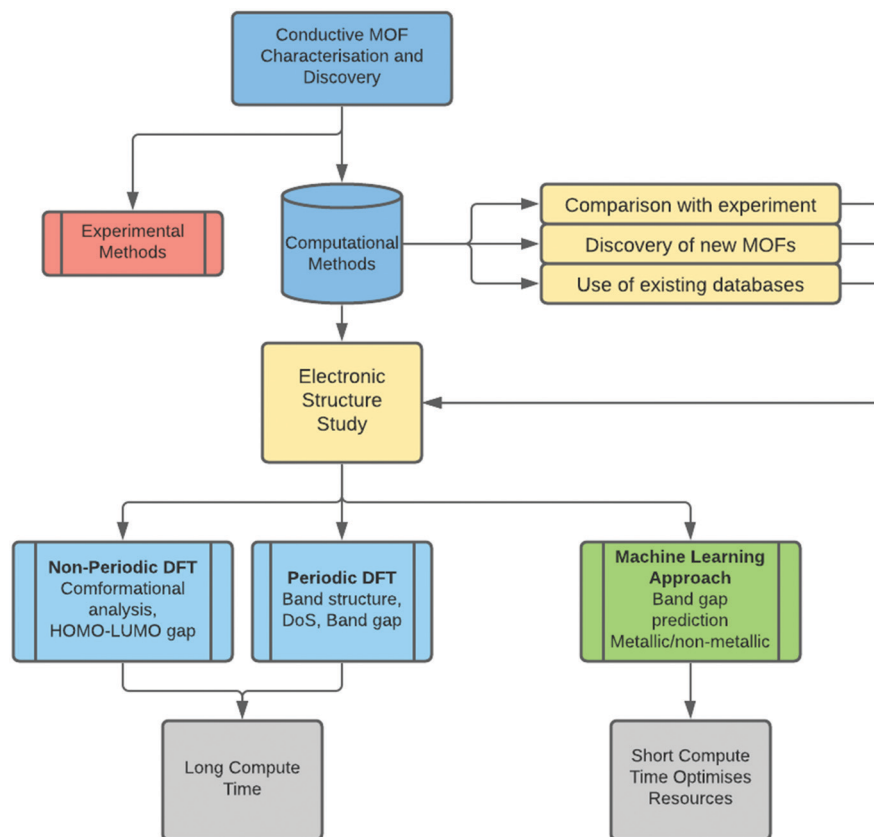 Conductive MOF
Characterisation and
Discovery
Experimental
Methods
Computational
Methods
Comparison with experiment
Discovery of new MOFs
Use of existing databases
Electronic
Structure
Study
Non-Periodic DFT
Comformational
analysis,
HOMO-LUMO gap
Periodic DFT
Band structure,
DoS, Band gap
Machine Learning
Approach
Band gap
prediction
Metallic/non-metallic
Long Compute
Time
Short Compute
Time Optimises
Resources